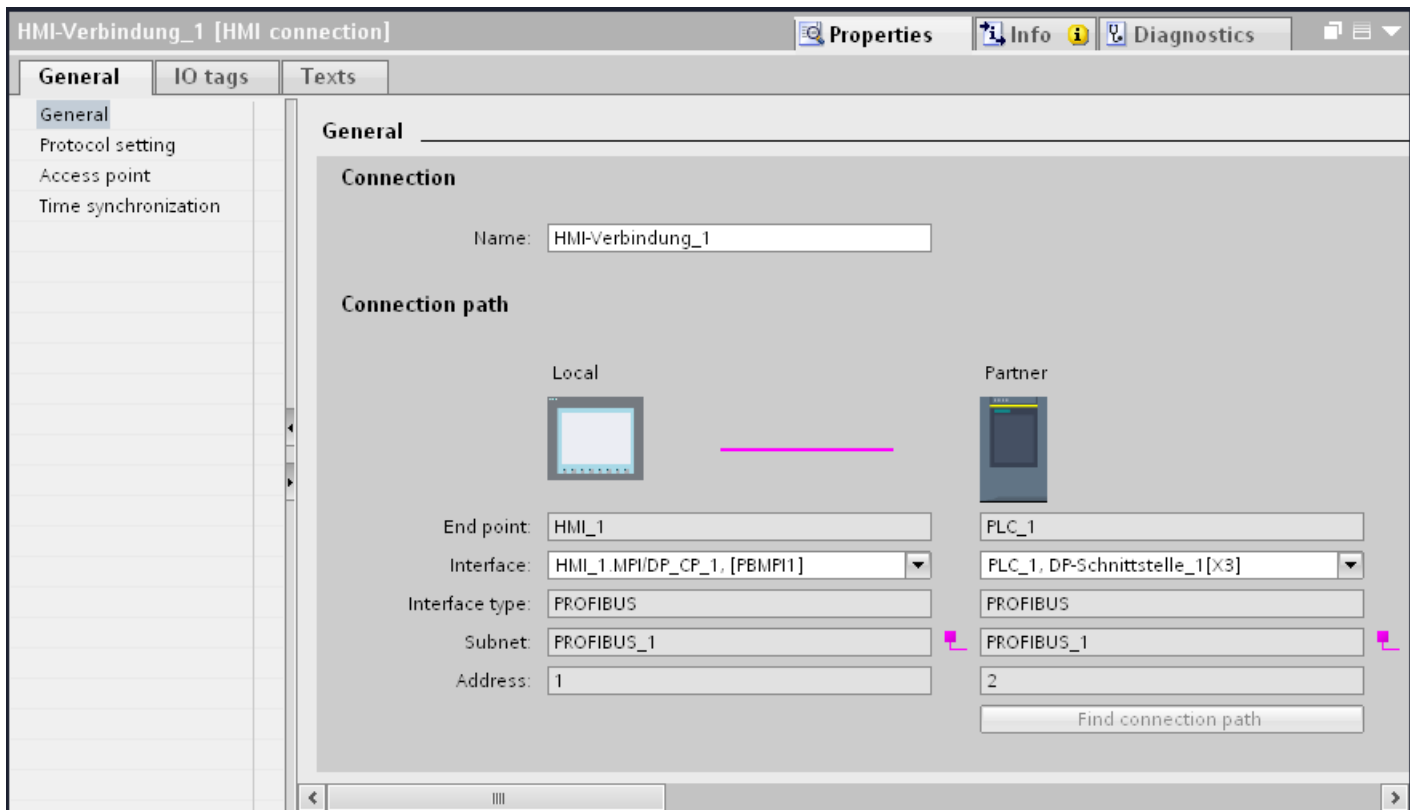 HMI-Verbindung_1 [HMI connection]
Properties
Info
Diagnostics
General
IO tags
Texts
General
Protocol setting
Access point
Time synchronization
General
Connection
Name: HMI-Verbindung_1
Connection path
Local Partner
End point: HMI_1 PLC_1
Interface: HMI_1.MPI/DP_CP_1, [PBMPI1] PLC_1, DP-Schnittstelle_1[X3]
Interface type: PROFIBUS PROFIBUS
Subnet: PROFIBUS_1 PROFIBUS_1
Address: 1 2
Find connection path